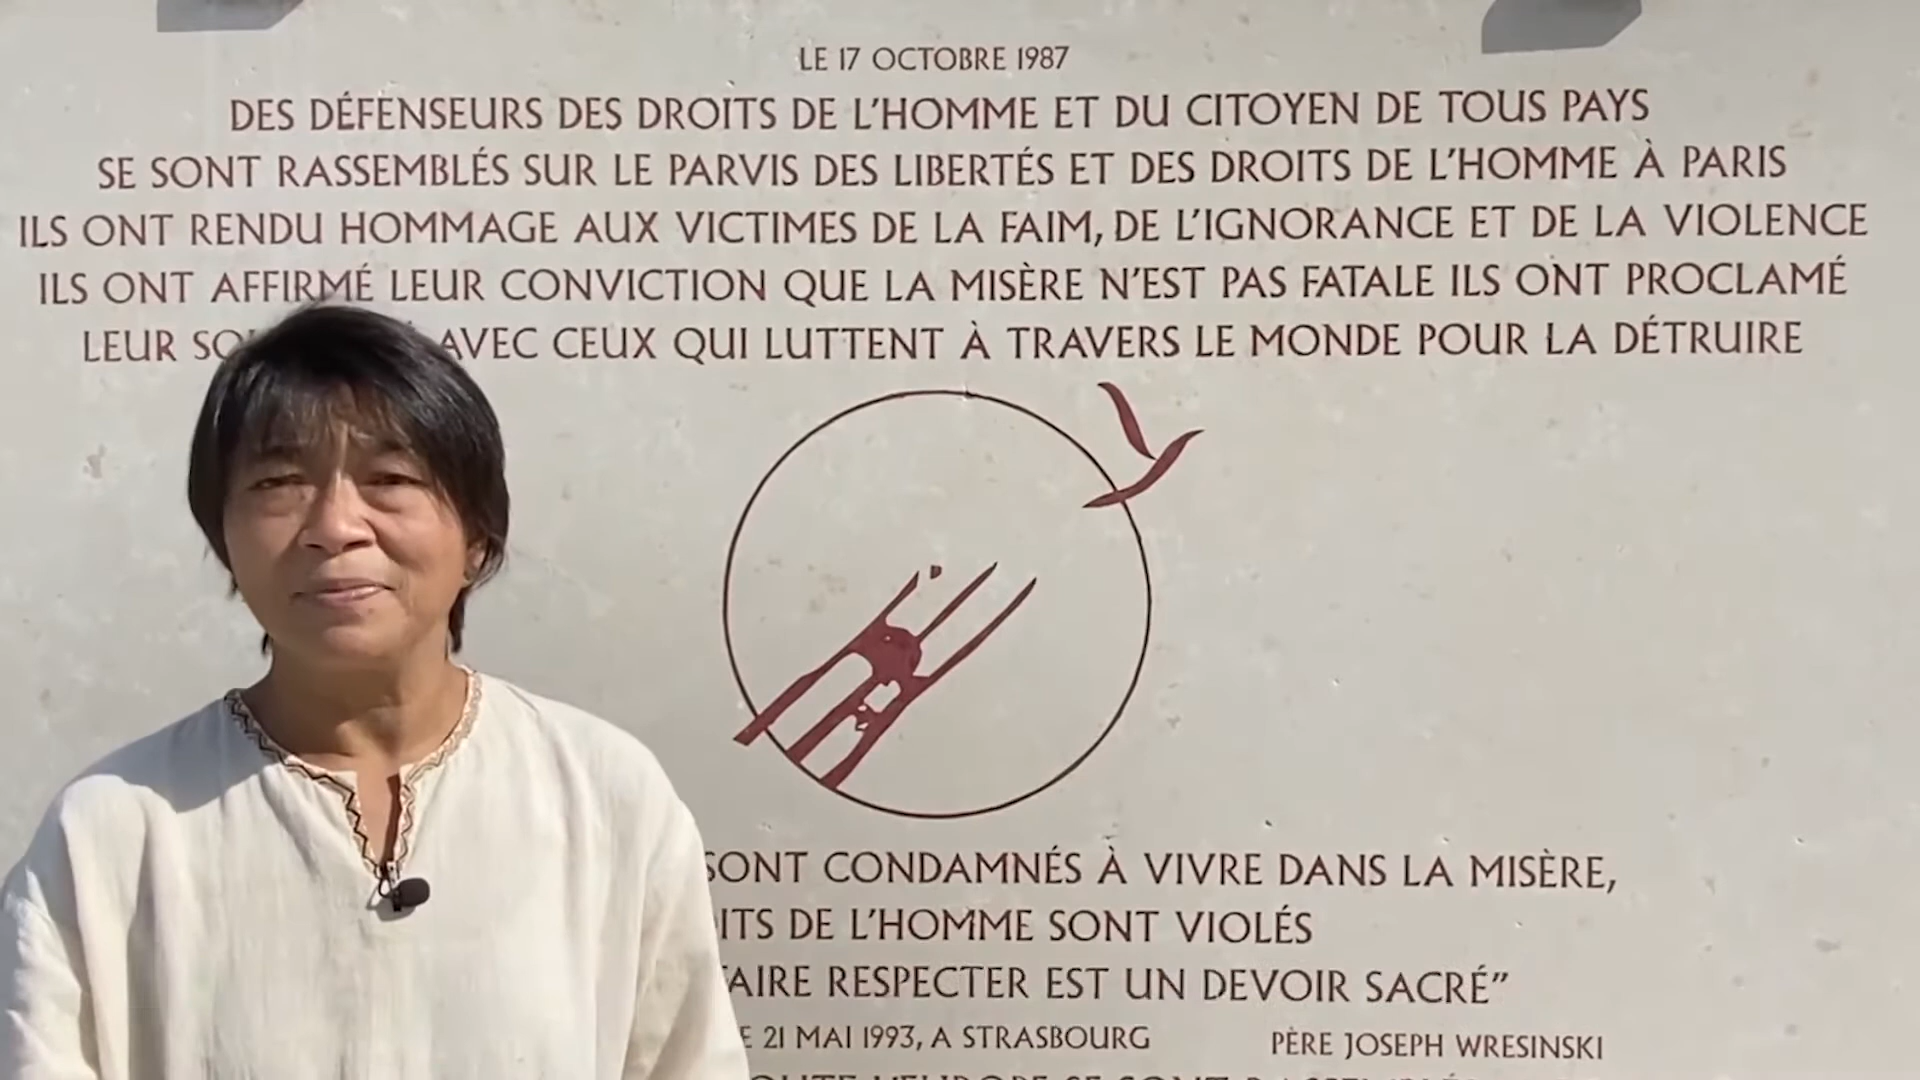 LE 17 OCTOBRE 1987
DES DÉFENSEURS DES DROITS DE L'HOMME ET DU CITOYEN DE TOUS PAYS
SE SONT RASSEMBLÉS SUR LE PARVIS DES LIBERTÉS ET DES DROITS DE L'HOMME À PARIS
ILS ONT RENDU HOMMAGE AUX VICTIMES DE LA FAIM, DE L'IGNORANCE ET DE LA VIOLENCE
ILS ONT AFFIRMÉ LEUR CONVICTION QUE LA MISÈRE N'EST PAS FATALE ILS ONT PROCLAMÉ
LEUR AVEC CEUX QUI LUTTENT À TRAVERS LE MONDE POUR LA DÉTRUIRE
SONT CONDAMNÉS À VIVRE DANS LA MISÈRE,
DE L'HOMME SONT VIOLÉS
FAIRE RESPECTER EST UN DEVOIR SACRÉ”
21 MAI 1993, A STRASBOURG PÈRE JOSEPH WRESINSKI